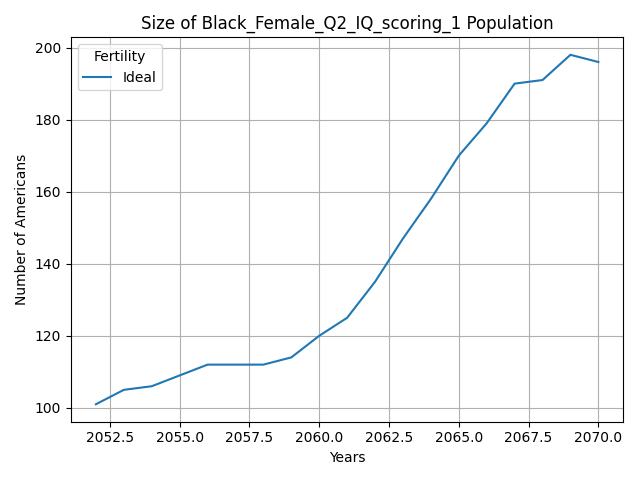 Size of Black_Female_Q2_IQ_scoring_1 Population
Fertility
Ideal
200
180
160
140
120
100
Number of Americans
2052.5 2055.0 2057.5 2060.0 2062.5 2065.0 2067.5 2070.0
Years